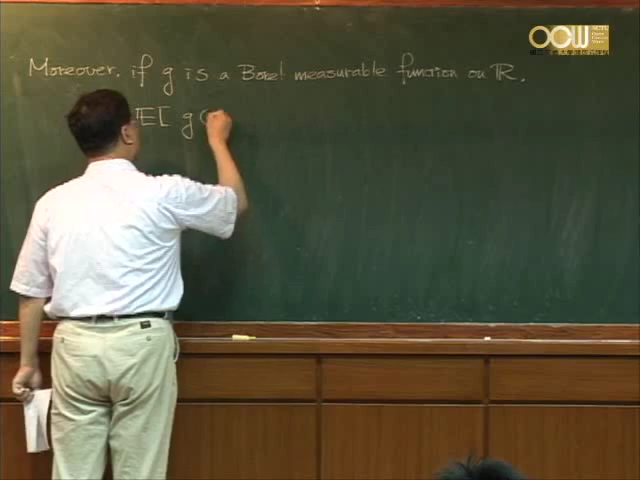 OCW
Moreover, if g is a Borel measurable function on ℝ.
𝔼[ g(